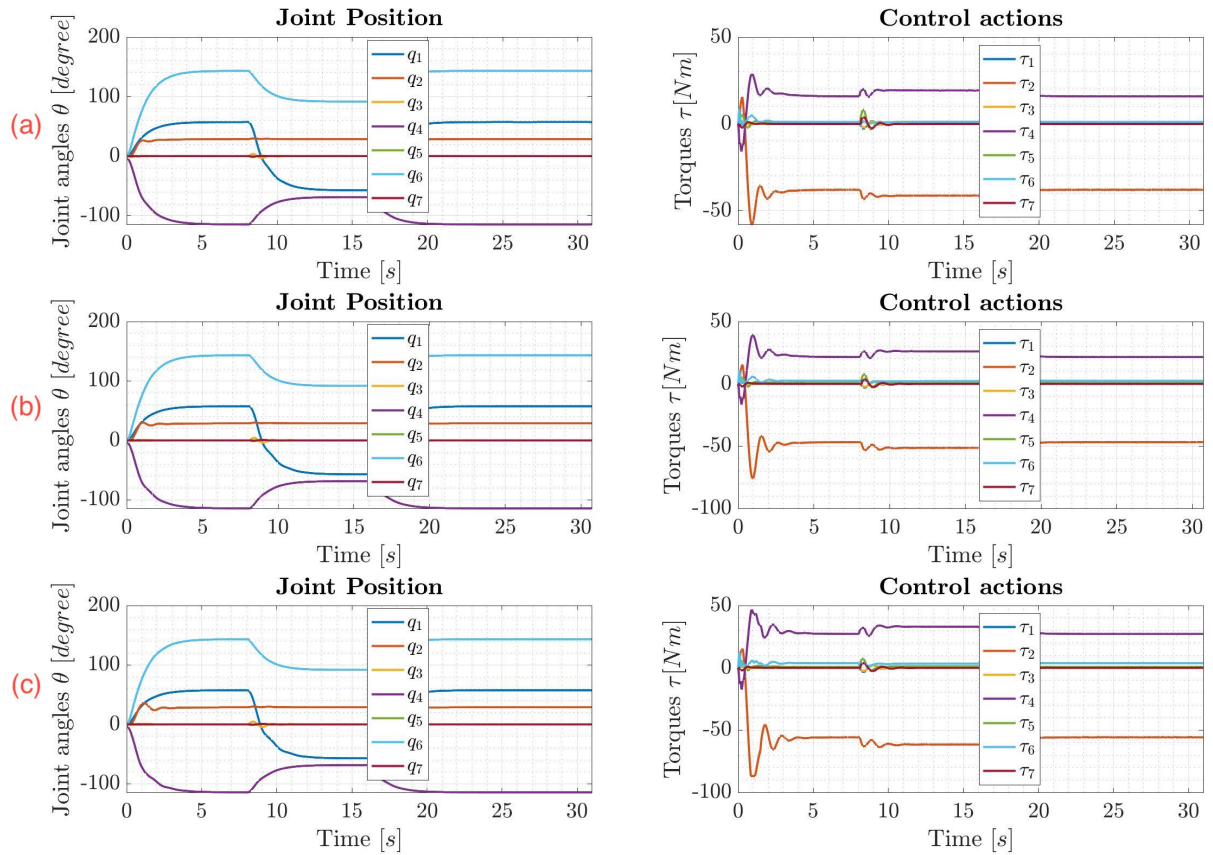 (a)
Joint Position
Joint angles θ [degree]
200
100
0
-100
0 5 10 15 20 25 30
Time [s]
q1
q2
q3
q4
q5
q6
q7
Control actions
Torques τ[Nm]
50
0
-50
0 5 10 15 20 25 30
Time [s]
τ1
τ2
τ3
τ4
τ5
τ6
τ7
(b)
Joint Position
Joint angles θ [degree]
200
100
0
-100
0 5 10 15 20 25 30
Time [s]
q1
q2
q3
q4
q5
q6
q7
Control actions
Torques τ[Nm]
50
0
-50
-100
0 5 10 15 20 25 30
Time [s]
τ1
τ2
τ3
τ4
τ5
τ6
τ7
(c)
Joint Position
Joint angles θ [degree]
200
100
0
-100
0 5 10 15 20 25 30
Time [s]
q1
q2
q3
q4
q5
q6
q7
Control actions
Torques τ[Nm]
50
0
-50
-100
0 5 10 15 20 25 30
Time [s]
τ1
τ2
τ3
τ4
τ5
τ6
τ7